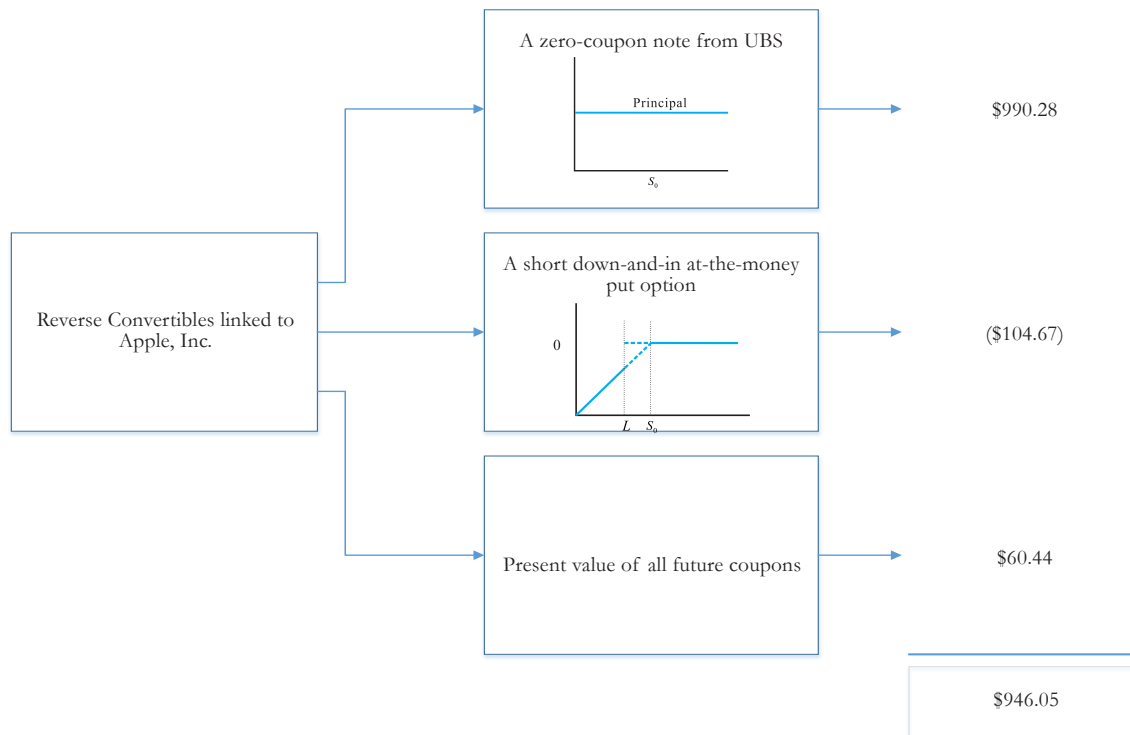 A zero-coupon note from UBS
Principal
S₀
$990.28
Reverse Convertibles linked to
Apple, Inc.
A short down-and-in at-the-money
put option
0
L S₀
($104.67)
Present value of all future coupons
$60.44
$946.05